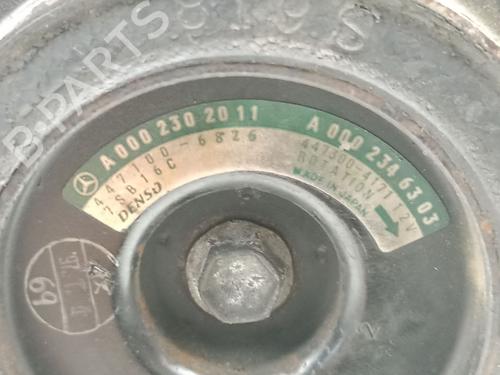 819S
A 000 230 20 11
447100-6826
7SB16C
DENSO
A 000 234 63 03
447300-4171 12V
ROTATION
MADE IN JAPAN
69